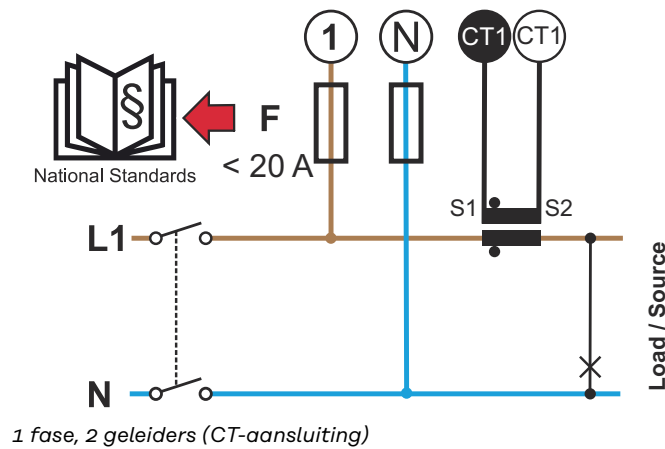 1 N CT1 CT1
§
F
National Standards
< 20 A
S1 S2
L1
Load / Source
N
1 fase, 2 geleiders (CT-aansluiting)